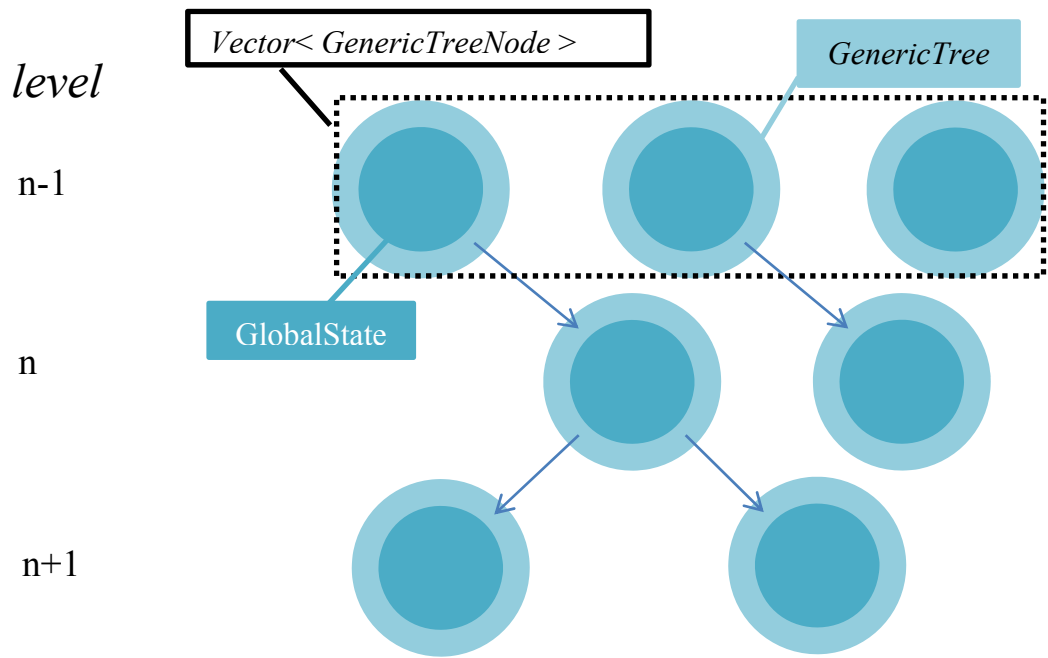 Vector< GenericTreeNode >
GenericTree
level
n-1
GlobalState
n
n+1